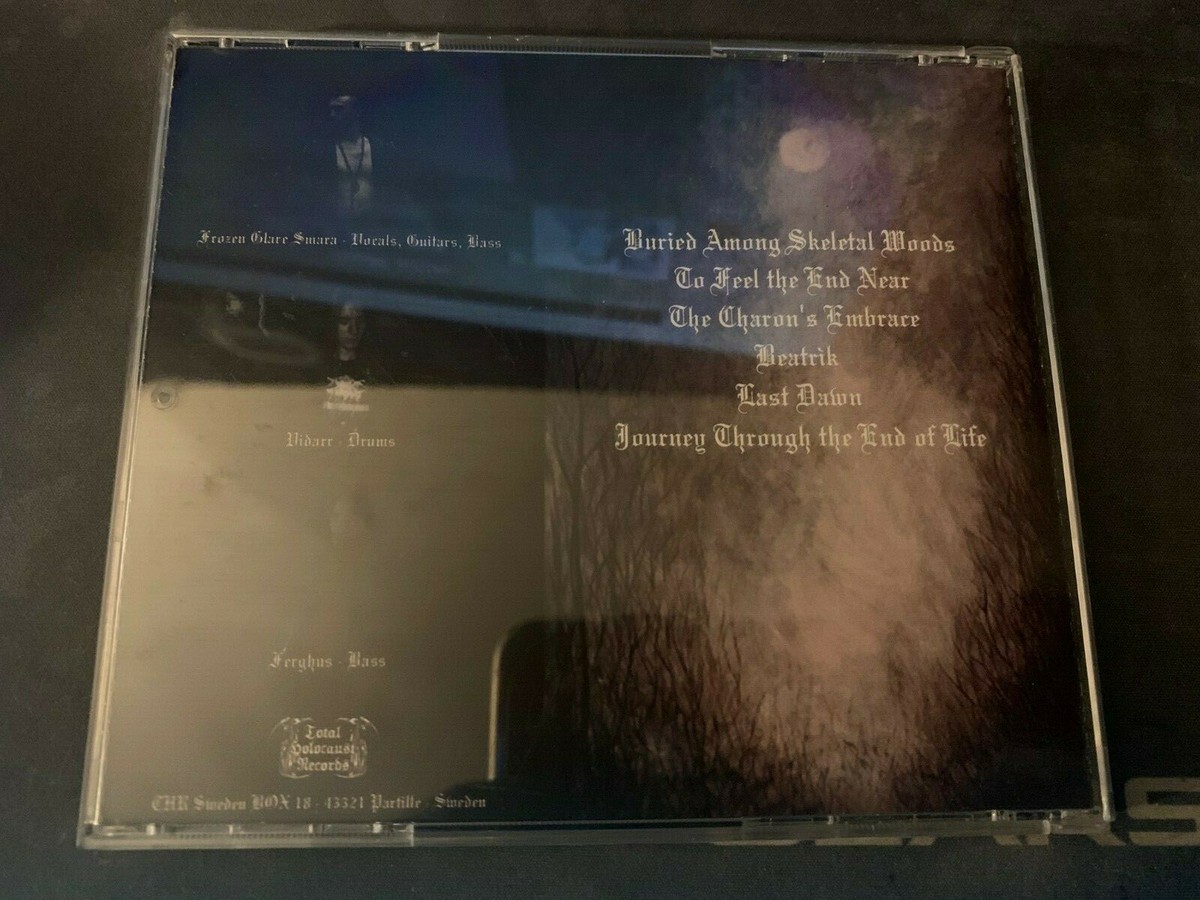 Frozen Glare Smara · Vocals, Guitars, Bass
Vidarr · Drums
Ferghus · Bass
Total
Holocaust
Records
THR Sweden BOX 18 · 43321 Partille · Sweden
Buried Among Skeletal Woods
To Feel the End Near
The Charon's Embrace
Beatrik
Last Dawn
Journey Through the End of Life